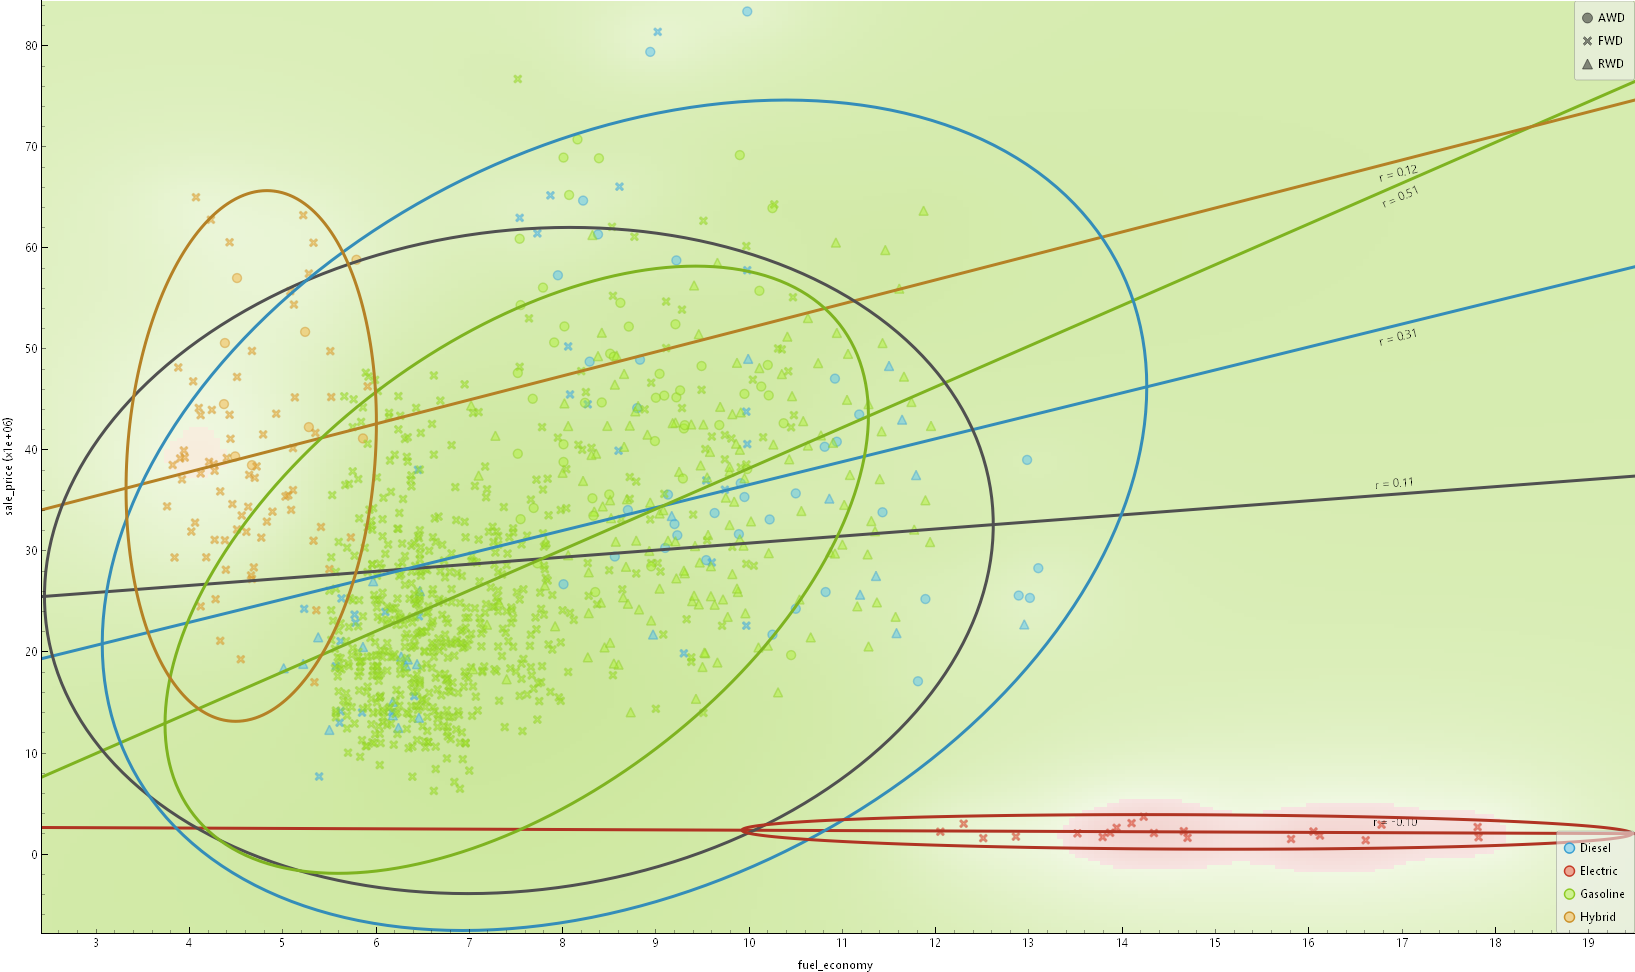 AWD
FWD
RWD
80
70
60
50
40
30
20
10
0
sale_price (x1e+06)
r = 0.12
r = 0.51
r = 0.31
r = 0.11
r = -0.10
Diesel
Electric
Gasoline
Hybrid
3 4 5 6 7 8 9 10 11 12 13 14 15 16 17 18 19
fuel_economy